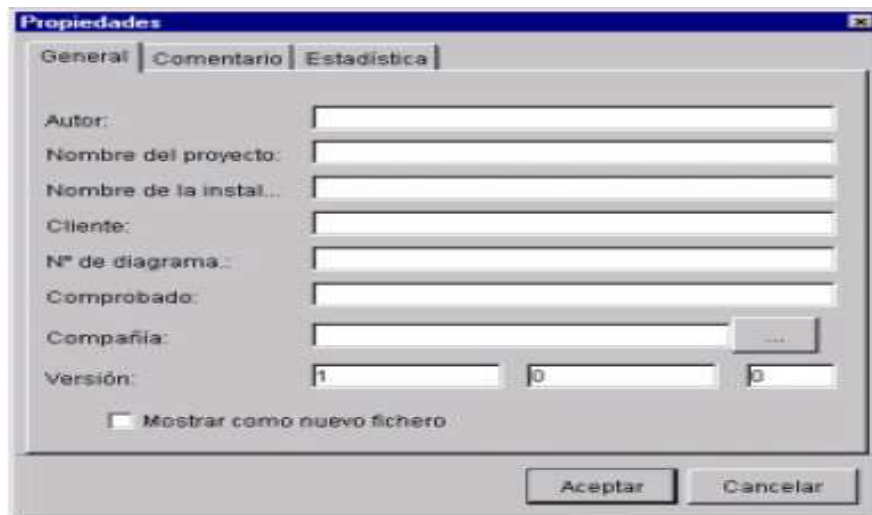 Propiedades
General Comentario Estadística
Autor:
Nombre del proyecto:
Nombre de la instal...
Cliente:
Nº de diagrama.:
Comprobado:
Compañía: ...
Versión: 1 0 0
Mostrar como nuevo fichero
Aceptar Cancelar